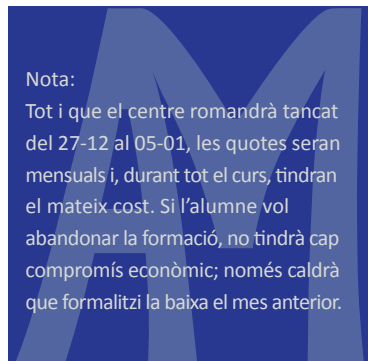 Nota:
Tot i que el centre romandrà tancat
del 27-12 al 05-01, les quotes seran
mensuals i, durant tot el curs, tindran
el mateix cost. Si l'alumne vol
abandonar la formació, no tindrà cap
compromís econòmic; només caldrà
que formalitzi la baixa el mes anterior.